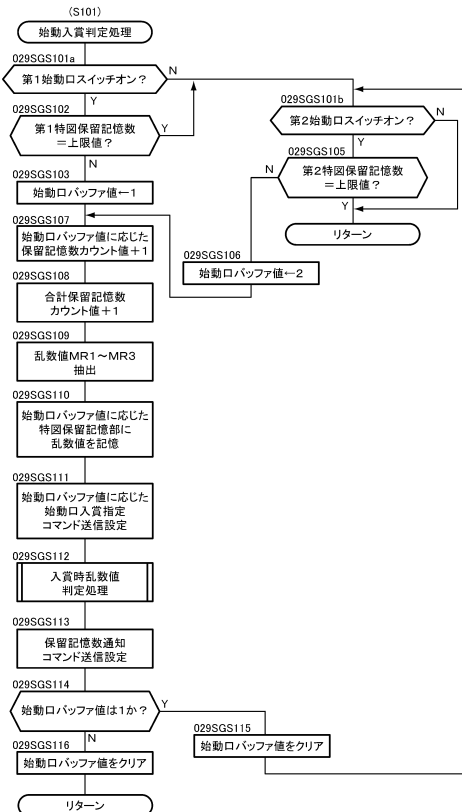 (S101)
始動入賞判定処理
029SGS101a
第1始動口スイッチオン？
N
Y
029SGS102
第1特図保留記憶数
＝上限値？
Y
N
029SGS103
始動口バッファ値←1
029SGS101b
第2始動口スイッチオン？
N
Y
029SGS105
第2特図保留記憶数
＝上限値？
N
Y
リターン
029SGS106
始動口バッファ値←2
029SGS107
始動口バッファ値に応じた
保留記憶数カウント値＋1
029SGS108
合計保留記憶数
カウント値＋1
029SGS109
乱数値MR1～MR3
抽出
029SGS110
始動口バッファ値に応じた
特図保留記憶部に
乱数値を記憶
029SGS111
始動口バッファ値に応じた
始動口入賞指定
コマンド送信設定
029SGS112
入賞時乱数値
判定処理
029SGS113
保留記憶数通知
コマンド送信設定
029SGS114
始動口バッファ値は1か？
Y
N
029SGS115
始動口バッファ値をクリア
029SGS116
始動口バッファ値をクリア
リターン